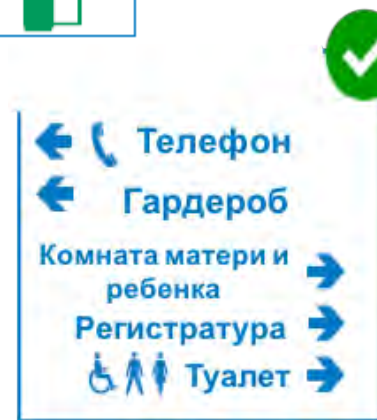 Телефон
Гардероб
Комната матери и
ребенка
Регистратура
Туалет